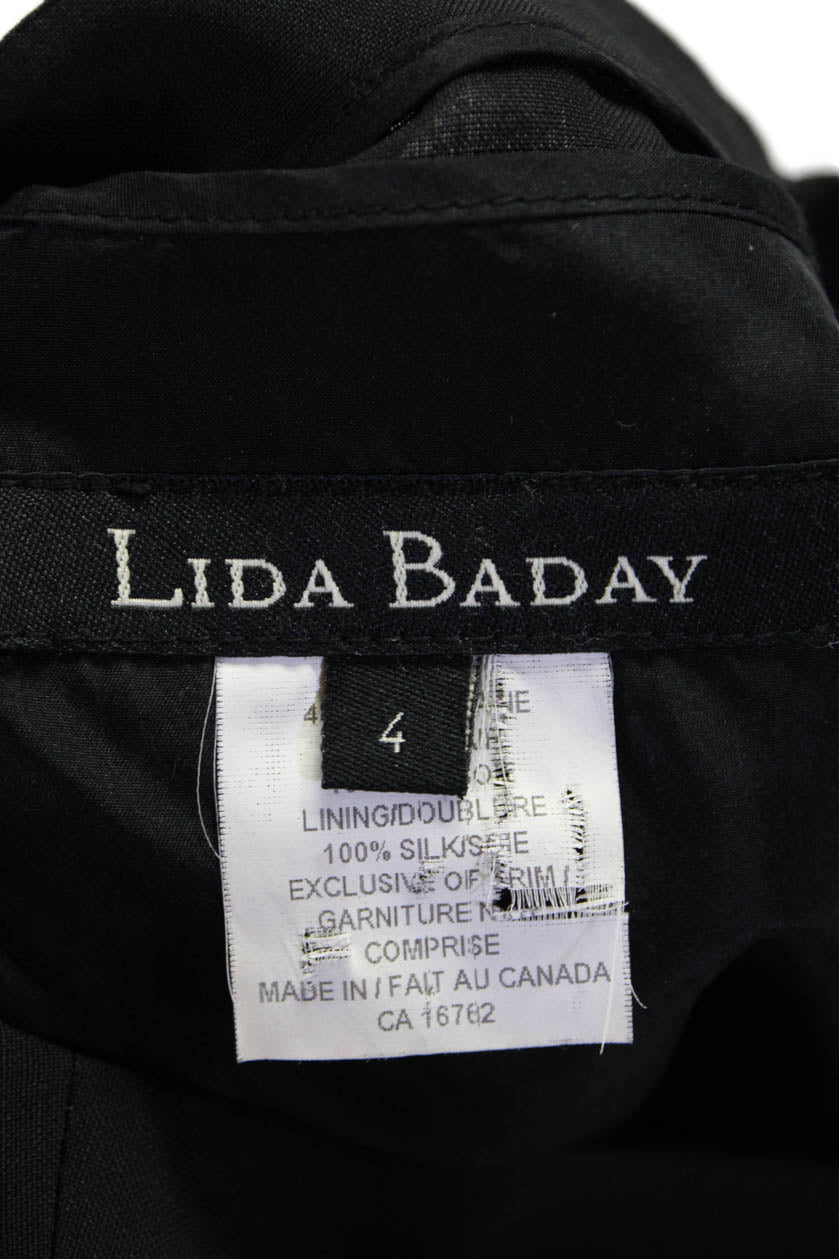 LIDA BADAY
4
LINING/DOUBLURE
100% SILK/SOIE
EXCLUSIVE OF TRIM /
GARNITURE NON
COMPRISE
MADE IN / FAIT AU CANADA
CA 16762